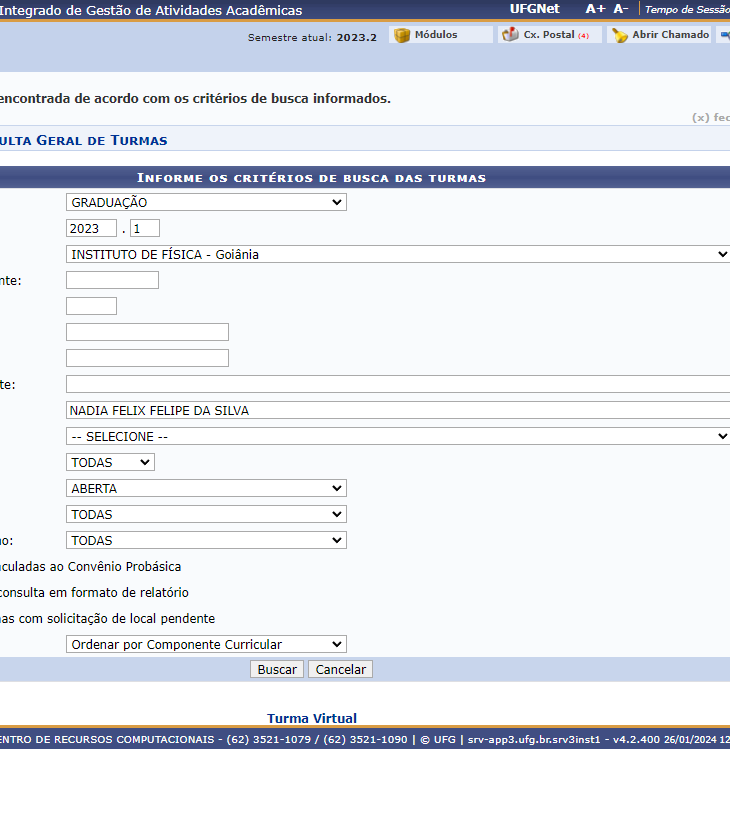 Integrado de Gestão de Atividades Acadêmicas UFGNet A+ A- Tempo de Sessão
Semestre atual: 2023.2 Módulos Cx. Postal (4) Abrir Chamado
encontrada de acordo com os critérios de busca informados.
(x) fec
ULTA GERAL DE TURMAS
INFORME OS CRITÉRIOS DE BUSCA DAS TURMAS
GRADUAÇÃO
2023 . 1
INSTITUTO DE FÍSICA - Goiânia
nte:
te:
NADIA FELIX FELIPE DA SILVA
-- SELECIONE --
TODAS
ABERTA
TODAS
o: TODAS
culadas ao Convênio Probásica
consulta em formato de relatório
as com solicitação de local pendente
Ordenar por Componente Curricular
Buscar Cancelar
Turma Virtual
ENTRO DE RECURSOS COMPUTACIONAIS - (62) 3521-1079 / (62) 3521-1090 | © UFG | srv-app3.ufg.br.srv3inst1 - v4.2.400 26/01/2024 12